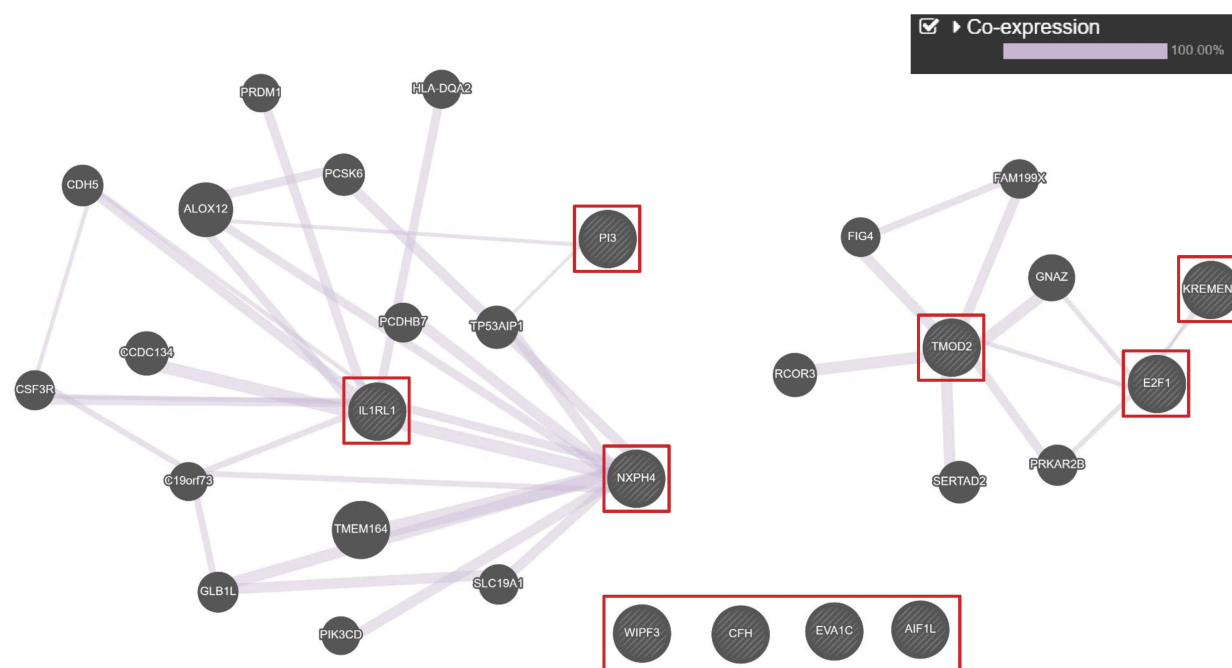 Co-expression
100.00%
PRDM1
HLA-DQA2
CDH5
ALOX12
PCSK6
PI3
FAM199X
FIG4
GNAZ
KREMEN
CCDC134
PCDHB7
TP53AIP1
TMOD2
RCOR3
E2F1
CSF3R
IL1RL1
C19orf73
NXPH4
PRKAR2B
SERTAD2
TMEM164
GLB1L
SLC19A1
PIK3CD
WIPF3
CFH
EVA1C
AIF1L